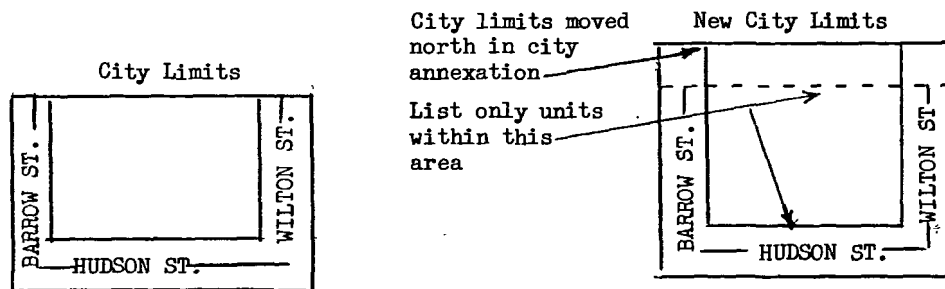 City Limits
BARROW ST.
WILTON ST.
HUDSON ST.
City limits moved
north in city
annexation
New City Limits
List only units
within this
area
BARROW ST.
WILTON ST
HUDSON ST.